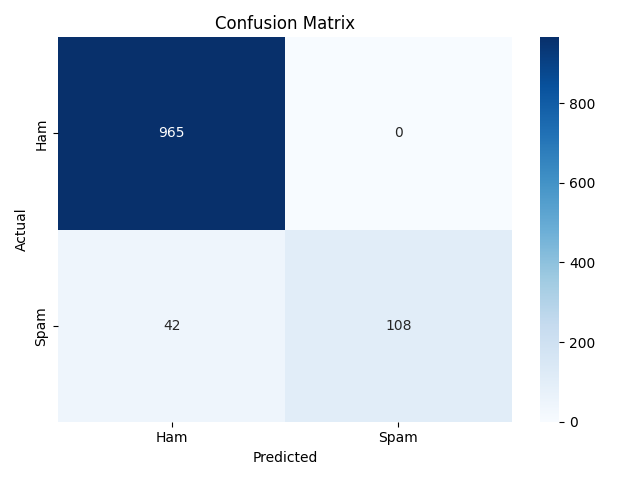 Confusion Matrix
Actual
Ham
Spam
965
0
42
108
Ham
Spam
Predicted
800
600
400
200
0